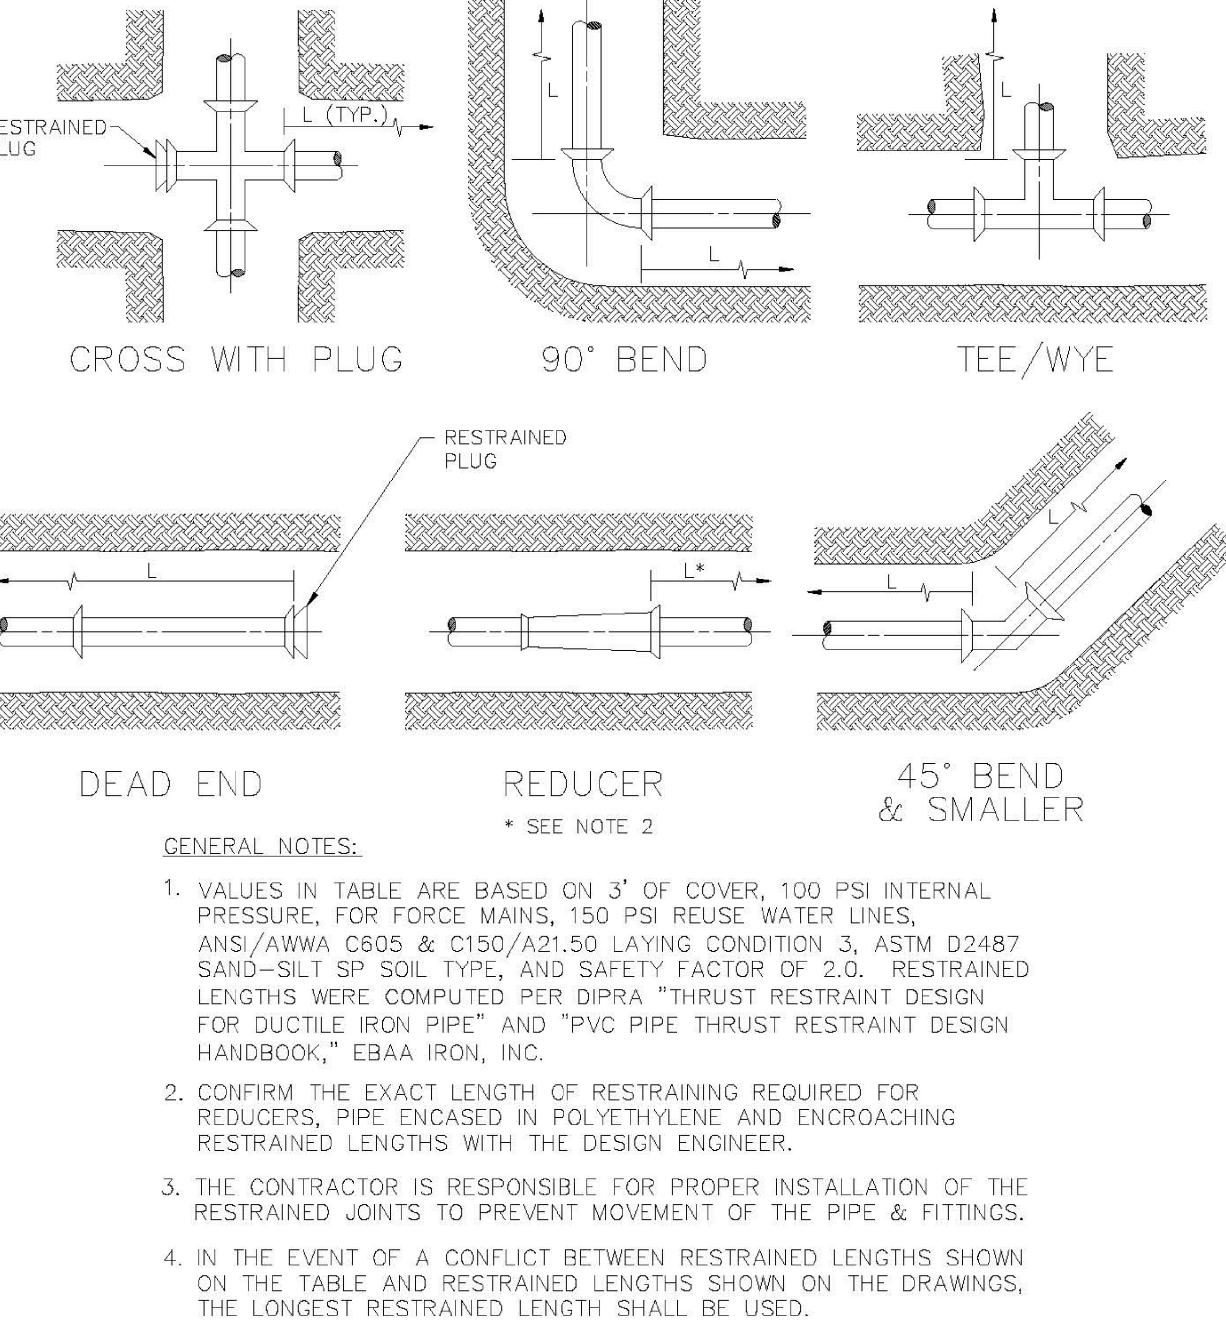 L (TYP.)
ESTRAINED
LUG
L
L
L
CROSS WITH PLUG
90° BEND
TEE/WYE
RESTRAINED
PLUG
L
L*
L
L
DEAD END
REDUCER
* SEE NOTE 2
45° BEND
& SMALLER
GENERAL NOTES:
1. VALUES IN TABLE ARE BASED ON 3' OF COVER, 100 PSI INTERNAL
PRESSURE, FOR FORCE MAINS, 150 PSI REUSE WATER LINES,
ANSI/AWWA C605 & C150/A21.50 LAYING CONDITION 3, ASTM D2487
SAND-SILT SP SOIL TYPE, AND SAFETY FACTOR OF 2.0. RESTRAINED
LENGTHS WERE COMPUTED PER DIPRA "THRUST RESTRAINT DESIGN
FOR DUCTILE IRON PIPE" AND "PVC PIPE THRUST RESTRAINT DESIGN
HANDBOOK," EBAA IRON, INC.
2. CONFIRM THE EXACT LENGTH OF RESTRAINING REQUIRED FOR
REDUCERS, PIPE ENCASED IN POLYETHYLENE AND ENCROACHING
RESTRAINED LENGTHS WITH THE DESIGN ENGINEER.
3. THE CONTRACTOR IS RESPONSIBLE FOR PROPER INSTALLATION OF THE
RESTRAINED JOINTS TO PREVENT MOVEMENT OF THE PIPE & FITTINGS.
4. IN THE EVENT OF A CONFLICT BETWEEN RESTRAINED LENGTHS SHOWN
ON THE TABLE AND RESTRAINED LENGTHS SHOWN ON THE DRAWINGS,
THE LONGEST RESTRAINED LENGTH SHALL BE USED.